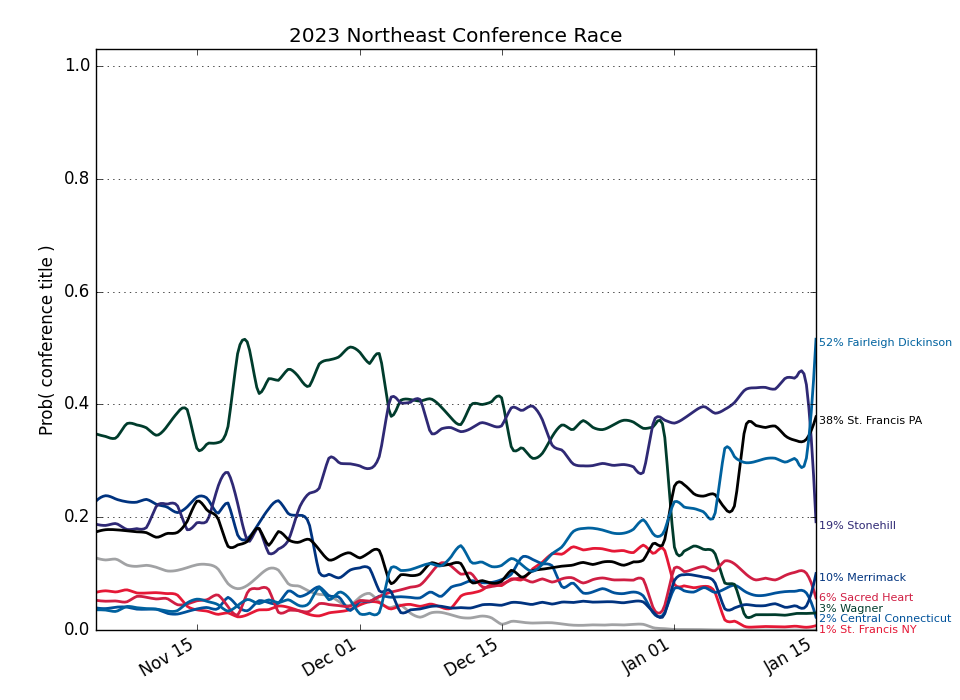 2023 Northeast Conference Race
Prob( conference title )
1.0
0.8
0.6
0.4
0.2
0.0
Nov 15
Dec 01
Dec 15
Jan 01
Jan 15
52% Fairleigh Dickinson
38% St. Francis PA
19% Stonehill
10% Merrimack
6% Sacred Heart
3% Wagner
2% Central Connecticut
1% St. Francis NY